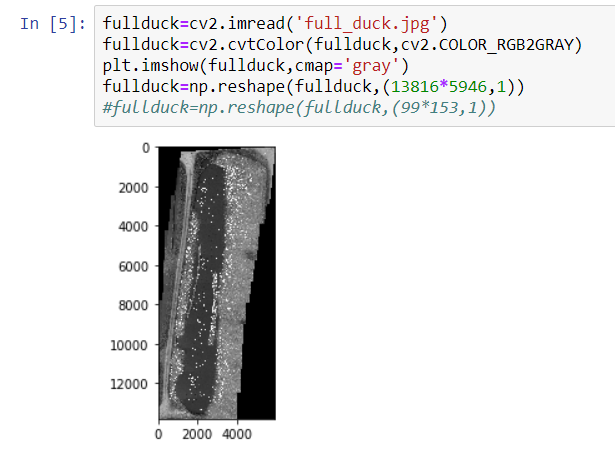 In [5]: fullduck=cv2.imread('full_duck.jpg')
fullduck=cv2.cvtColor(fullduck,cv2.COLOR_RGB2GRAY)
plt.imshow(fullduck,cmap='gray')
fullduck=np.reshape(fullduck,(13816*5946,1))
#fullduck=np.reshape(fullduck,(99*153,1))
0
2000
4000
6000
8000
10000
12000
0 2000 4000